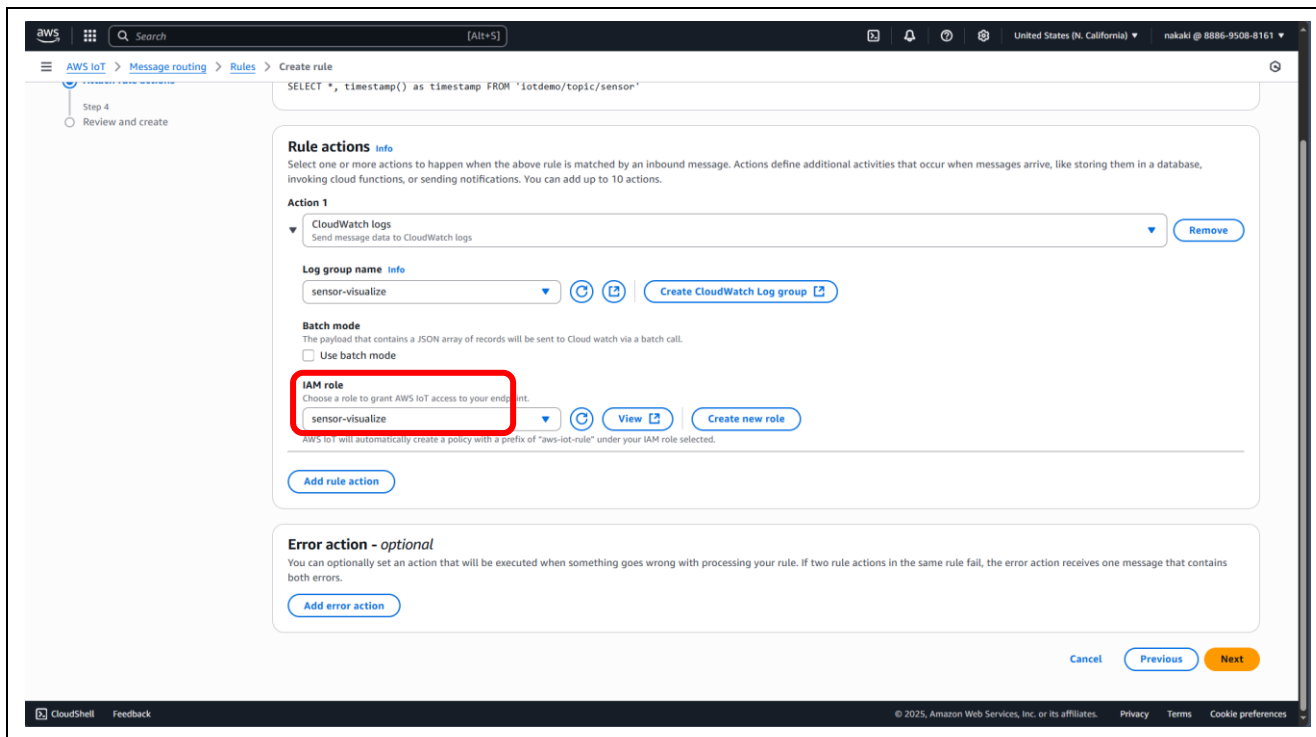 aws
Search
[Alt+S]
United States (N. California)
nakaki @ 8886-9508-8161
AWS IoT > Message routing > Rules > Create rule
Attach rule actions
Step 4
Review and create
SELECT *, timestamp() as timestamp FROM 'iotdemo/topic/sensor'
Rule actions Info
Select one or more actions to happen when the above rule is matched by an inbound message. Actions define additional activities that occur when messages arrive, like storing them in a database,
invoking cloud functions, or sending notifications. You can add up to 10 actions.
Action 1
CloudWatch logs
Send message data to CloudWatch logs
Remove
Log group name Info
sensor-visualize
Create CloudWatch Log group
Batch mode
The payload that contains a JSON array of records will be sent to Cloud watch via a batch call.
Use batch mode
IAM role
Choose a role to grant AWS IoT access to your endpoint.
sensor-visualize
View
Create new role
AWS IoT will automatically create a policy with a prefix of "aws-iot-rule" under your IAM role selected.
Add rule action
Error action - optional
You can optionally set an action that will be executed when something goes wrong with processing your rule. If two rule actions in the same rule fail, the error action receives one message that contains
both errors.
Add error action
Cancel
Previous
Next
CloudShell
Feedback
© 2025, Amazon Web Services, Inc. or its affiliates.
Privacy
Terms
Cookie preferences